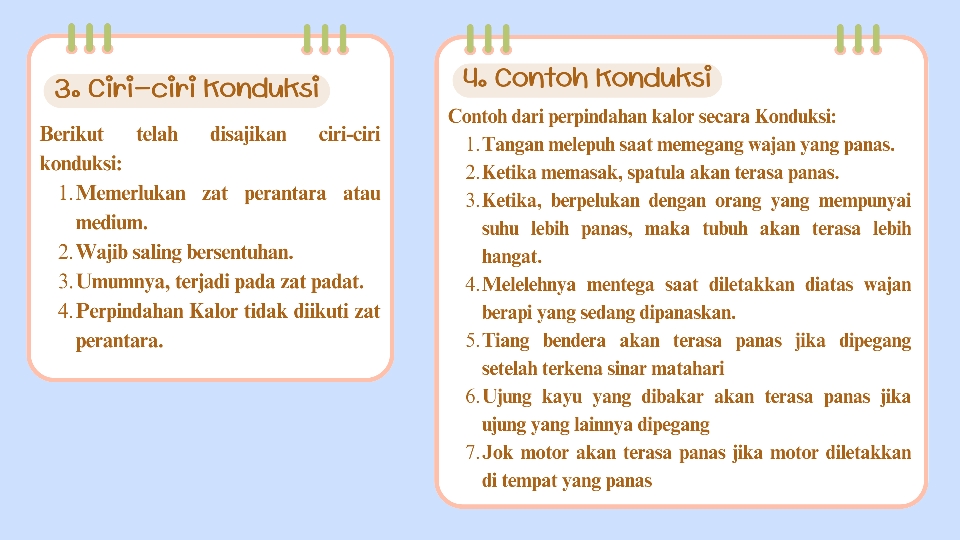 3. Ciri-ciri Konduksi
Berikut telah disajikan ciri-ciri
konduksi:
1. Memerlukan zat perantara atau
medium.
2. Wajib saling bersentuhan.
3. Umumnya, terjadi pada zat padat.
4. Perpindahan Kalor tidak diikuti zat
perantara.
4. Contoh Konduksi
Contoh dari perpindahan kalor secara Konduksi:
1. Tangan melepuh saat memegang wajan yang panas.
2. Ketika memasak, spatula akan terasa panas.
3. Ketika, berpelukan dengan orang yang mempunyai
suhu lebih panas, maka tubuh akan terasa lebih
hangat.
4. Melelehnya mentega saat diletakkan diatas wajan
berapi yang sedang dipanaskan.
5. Tiang bendera akan terasa panas jika dipegang
setelah terkena sinar matahari
6. Ujung kayu yang dibakar akan terasa panas jika
ujung yang lainnya dipegang
7. Jok motor akan terasa panas jika motor diletakkan
di tempat yang panas